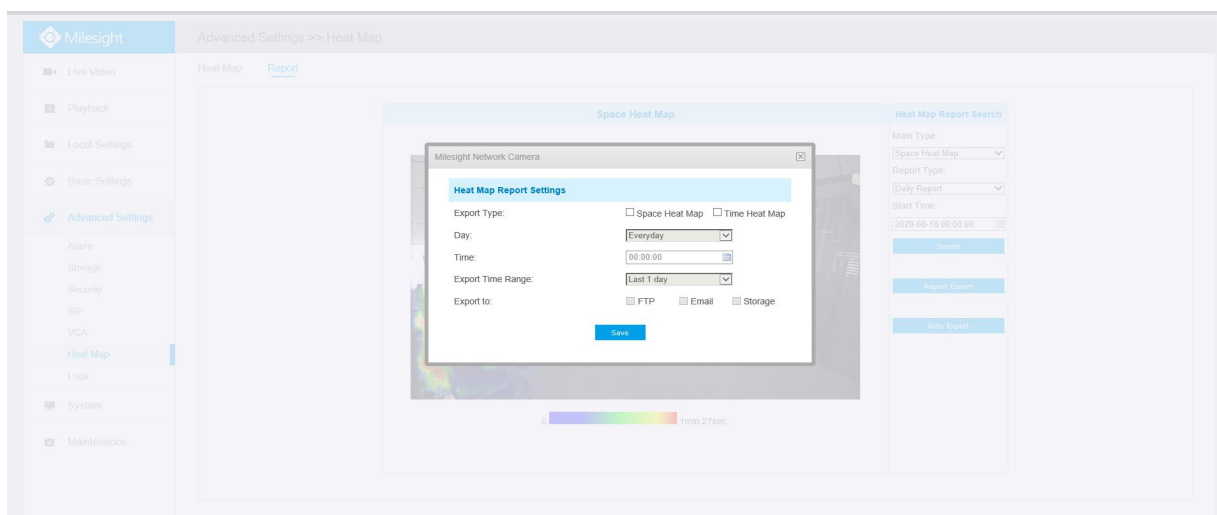 Milesight
Advanced Settings >> Heat Map
Live Video
Heat Map Report
Playback
Local Settings
Basic Settings
Advanced Settings
Alarm
Storage
Security
SIP
VCA
Heat Map
Logs
System
Maintenance
Space Heat Map
Milesight Network Camera
Heat Map Report Settings
Export Type: Space Heat Map Time Heat Map
Day: Everyday
Time: 00:00:00
Export Time Range: Last 1 day
Export to: FTP Email Storage
Save
0 1min 27sec
Heat Map Report Search
Main Type:
Space Heat Map
Report Type:
Daily Report
Start Time:
2020-08-16 00:00:00
Search
Report Export
Auto Export